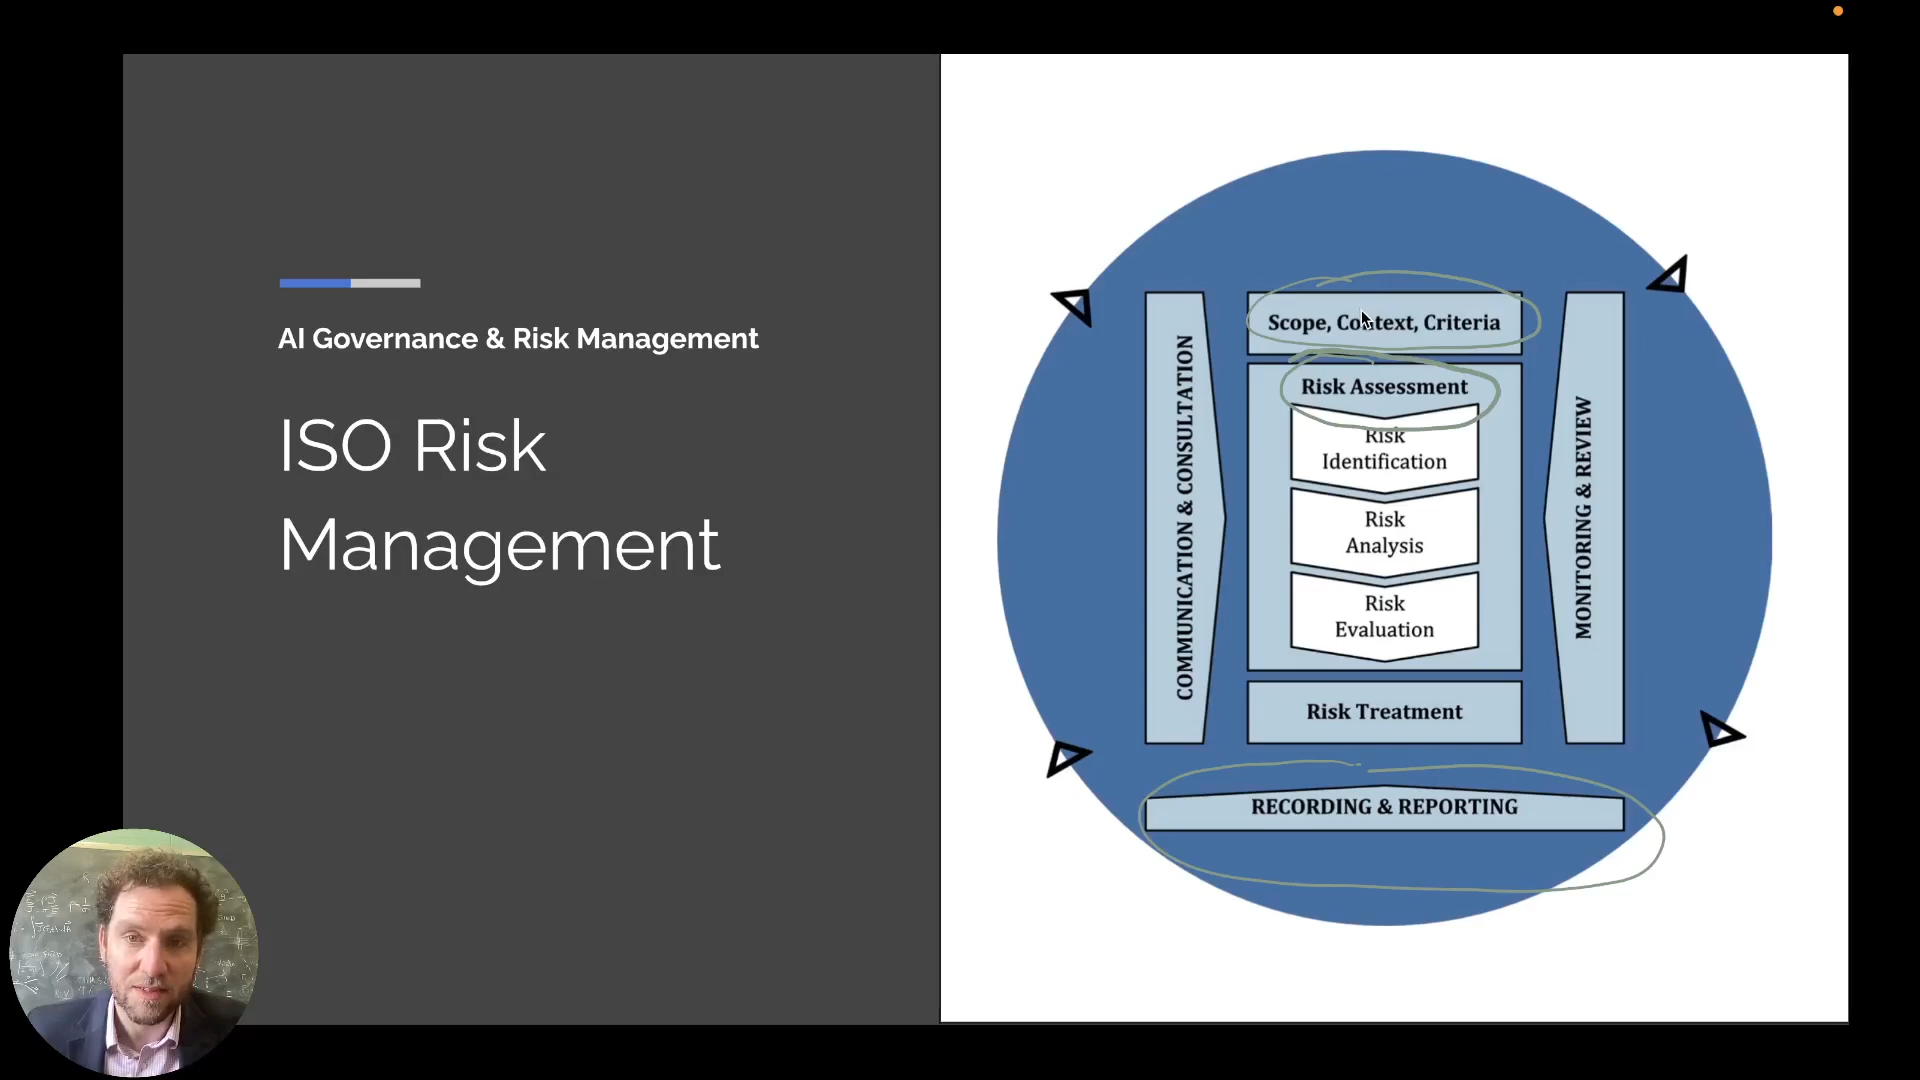 AI Governance & Risk Management
ISO Risk
Management
Scope, Context, Criteria
Risk Assessment
Risk
Identification
Risk
Analysis
Risk
Evaluation
Risk Treatment
COMMUNICATION & CONSULTATION
MONITORING & REVIEW
RECORDING & REPORTING